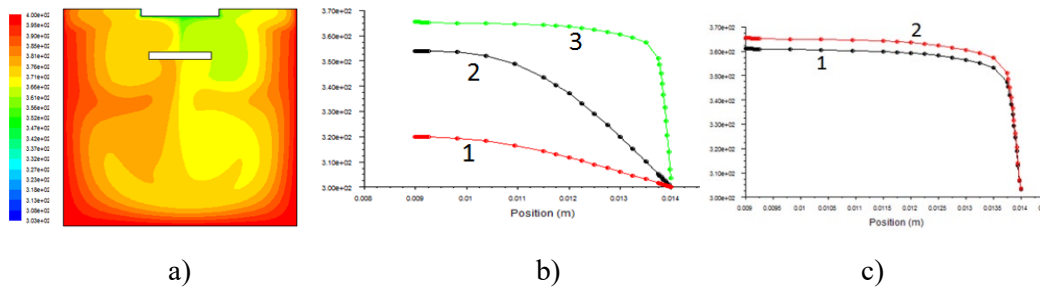 4.00e+02
3.95e+02
3.90e+02
3.85e+02
3.81e+02
3.76e+02
3.71e+02
3.66e+02
3.61e+02
3.56e+02
3.51e+02
3.46e+02
3.42e+02
3.37e+02
3.32e+02
3.27e+02
3.22e+02
3.17e+02
3.13e+02
3.08e+02
3.03e+02
a)
3.70e+02
3.60e+02
3.50e+02
3.40e+02
3.30e+02
3.20e+02
3.10e+02
3.00e+02
3
2
1
0.008 0.009 0.01 0.011 0.012 0.013 0.014
Position (m)
b)
3.70e+02
3.60e+02
3.50e+02
3.40e+02
3.30e+02
3.20e+02
3.10e+02
3.00e+02
2
1
0.009 0.0095 0.01 0.0105 0.011 0.0115 0.012 0.0125 0.013 0.0135 0.014
Position (m)
c)